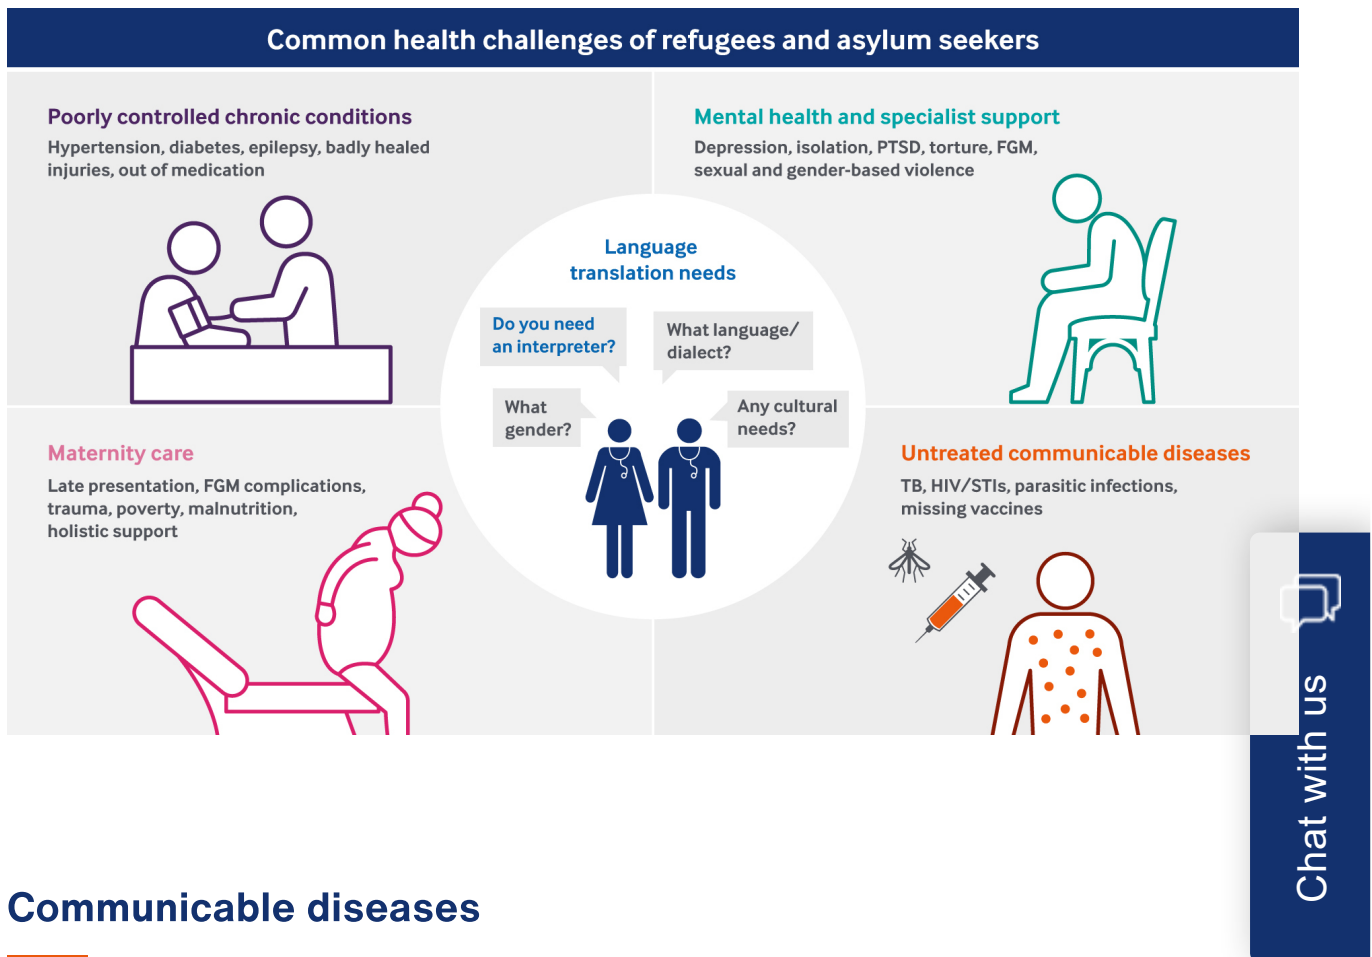 Common health challenges of refugees and asylum seekers
Poorly controlled chronic conditions
Hypertension, diabetes, epilepsy, badly healed
injuries, out of medication
Mental health and specialist support
Depression, isolation, PTSD, torture, FGM,
sexual and gender-based violence
Language
translation needs
Do you need
an interpreter?
What language/
dialect?
What
gender?
Any cultural
needs?
Maternity care
Late presentation, FGM complications,
trauma, poverty, malnutrition,
holistic support
Untreated communicable diseases
TB, HIV/STIs, parasitic infections,
missing vaccines
Chat with us
Communicable diseases